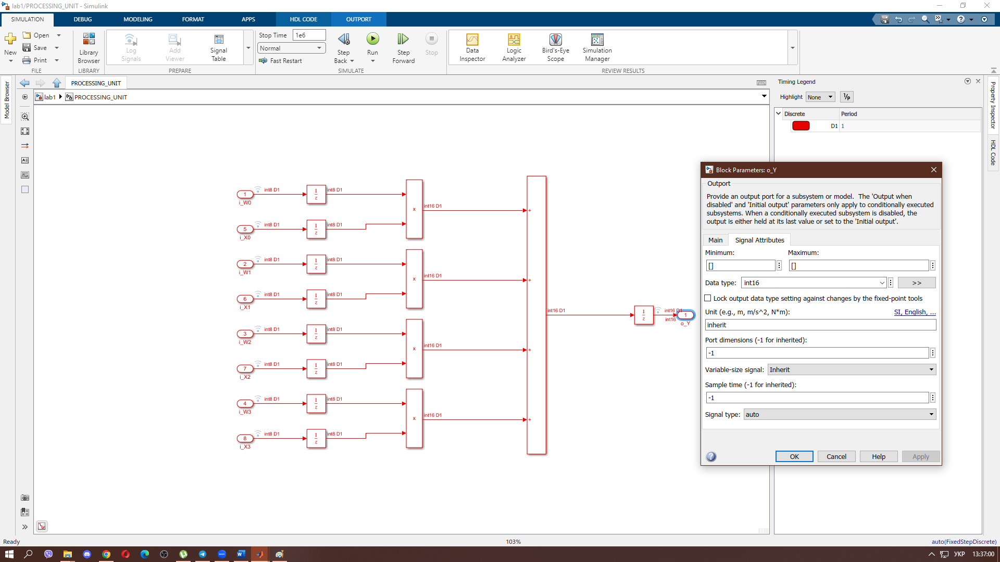 lab1/PROCESSING_UNIT - Simulink
SIMULATION DEBUG MODELING FORMAT APPS HDL CODE OUTPORT
New
Open
Save
Print
FILE
Library Browser
LIBRARY
Log Signals
Add Viewer
Signal Table
PREPARE
Stop Time 1e6
Normal
Fast Restart
Step Back
Run
Step Forward
Stop
SIMULATE
Data Inspector
Logic Analyzer
Bird's-Eye Scope
Simulation Manager
REVIEW RESULTS
Model Browser
PROCESSING_UNIT
lab1 PROCESSING_UNIT
1 i_W0 int8 D1 1/z int8 D1
5 i_X0 int8 D1 1/z int8 D1
x int16 D1 +
2 i_W1 int8 D1 1/z int8 D1
6 i_X1 int8 D1 1/z int8 D1
x int16 D1 +
3 i_W2 int8 D1 1/z int8 D1
7 i_X2 int8 D1 1/z int8 D1
x int16 D1 +
4 i_W3 int8 D1 1/z int8 D1
8 i_X3 int8 D1 1/z int8 D1
x int16 D1 +
int16 D1 1/z int16 D1 int16 1 o_Y
Timing Legend
Highlight None 1/P
Discrete Period
D1 1
Property Inspector
HDL Code
Block Parameters: o_Y
Outport
Provide an output port for a subsystem or model. The 'Output when
disabled' and 'Initial output' parameters only apply to conditionally executed
subsystems. When a conditionally executed subsystem is disabled, the
output is either held at its last value or set to the 'Initial output'.
Main Signal Attributes
Minimum: Maximum:
[] []
Data type: int16 >>
Lock output data type setting against changes by the fixed-point tools
Unit (e.g., m, m/s^2, N*m): SI, English, ...
inherit
Port dimensions (-1 for inherited):
-1
Variable-size signal: Inherit
Sample time (-1 for inherited):
-1
Signal type: auto
OK Cancel Help Apply
Ready 103% auto(FixedStepDiscrete)
УКР 13:37:00